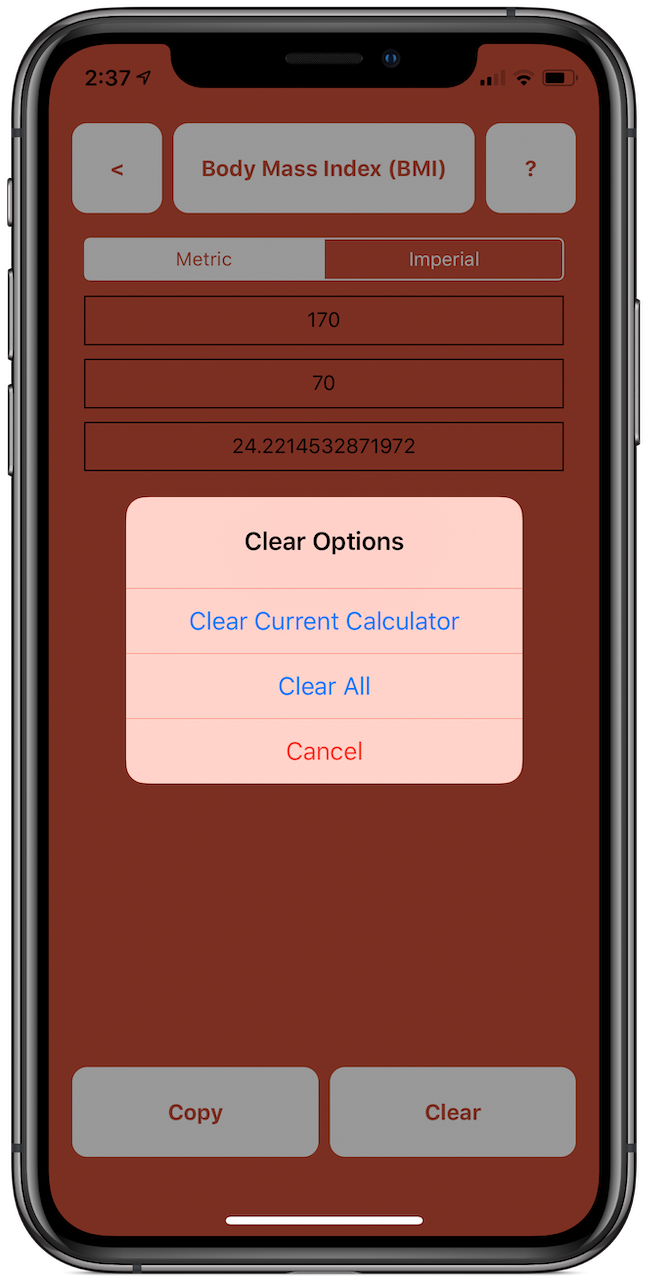 2:37
<
Body Mass Index (BMI)
?
Metric
Imperial
170
70
24.2214532871972
Clear Options
Clear Current Calculator
Clear All
Cancel
Copy
Clear